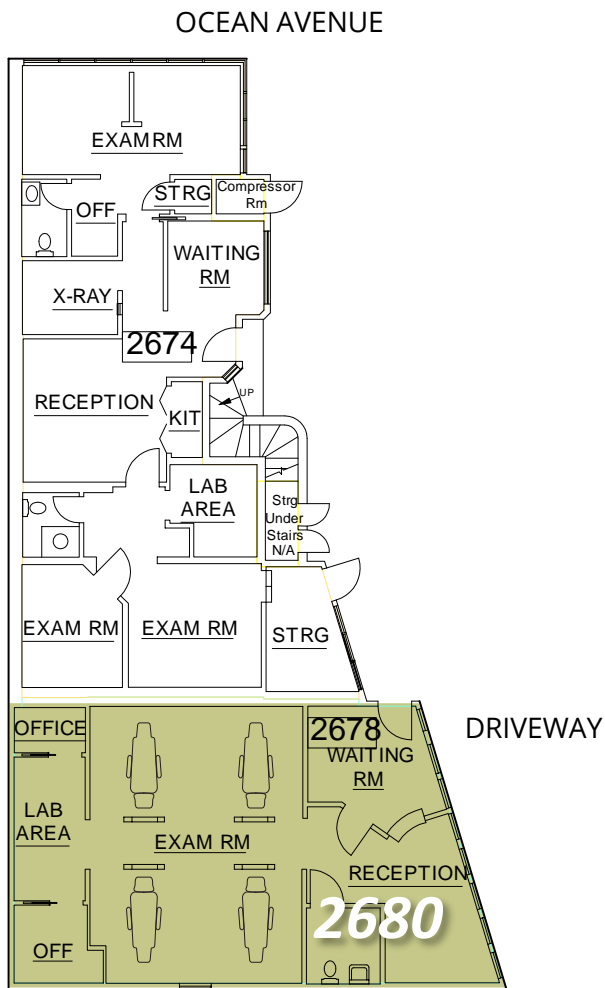 OCEAN AVENUE
EXAM RM
STRG
Compressor
Rm
OFF
WAITING
RM
X-RAY
2674
UP
RECEPTION
KIT
LAB
AREA
Strg
Under
Stairs
N/A
EXAM RM
EXAM RM
STRG
OFFICE
2678
WAITING
RM
DRIVEWAY
LAB
AREA
EXAM RM
RECEPTION
2680
OFF